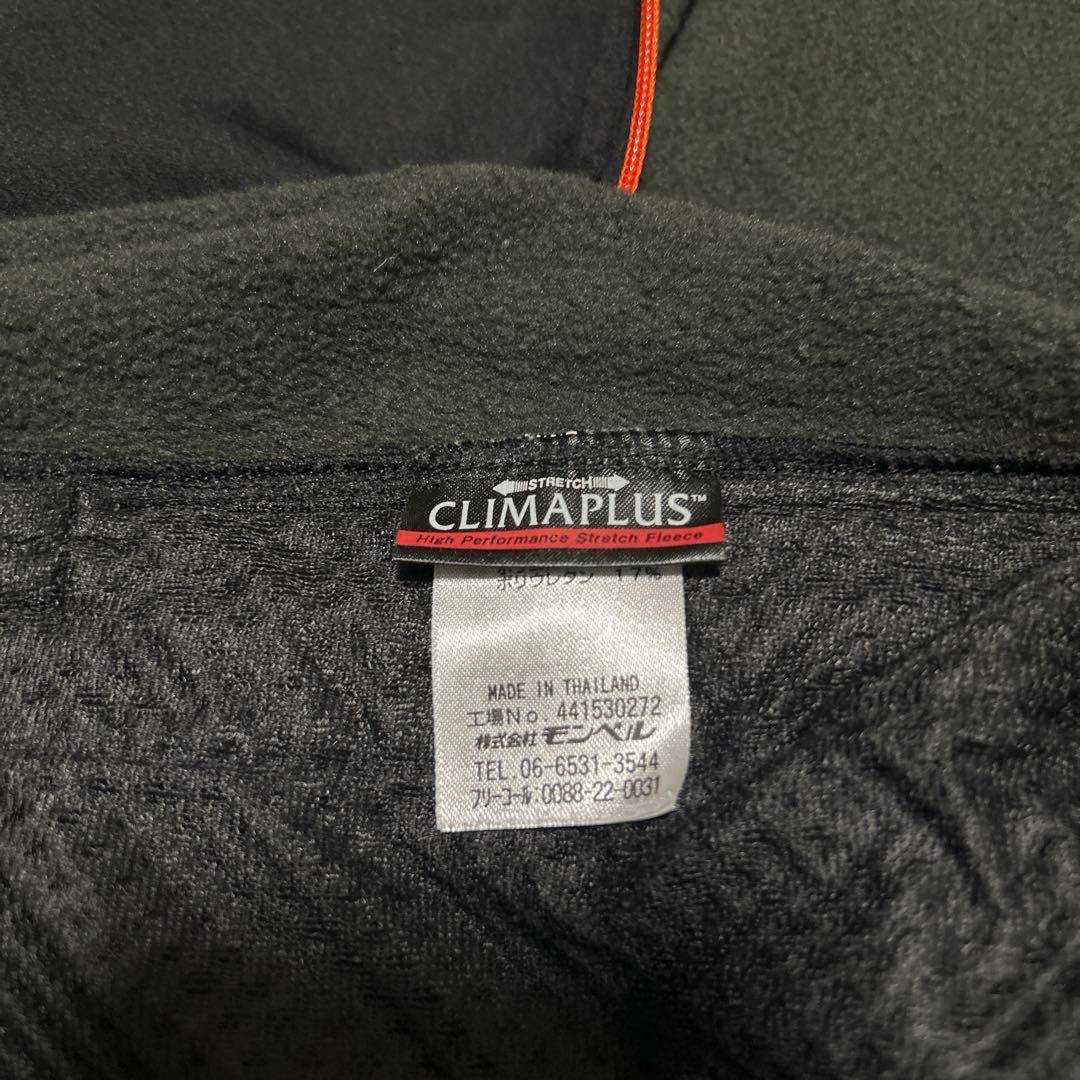 STRETCH
CLIMAPLUS™
High Performance Stretch Fleece
ポリウレタン 17%
MADE IN THAILAND
工場No 441530272
株式会社モンベル
TEL.06-6531-3544
フリーコール:0088-22-0031